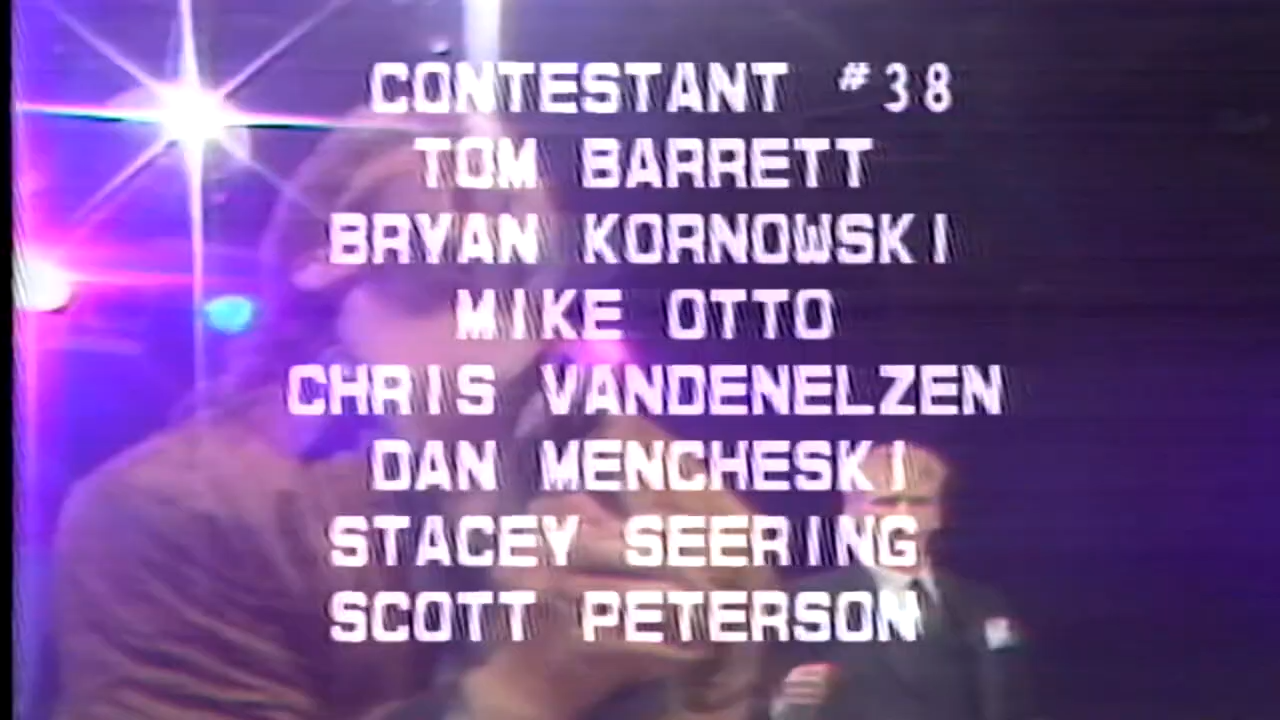 CONTESTANT #38
TOM BARRETT
BRYAN KORNOWSKI
MIKE OTTO
CHRIS VANDENELZEN
DAN MENCHESKI
STACEY SEERING
SCOTT PETERSON